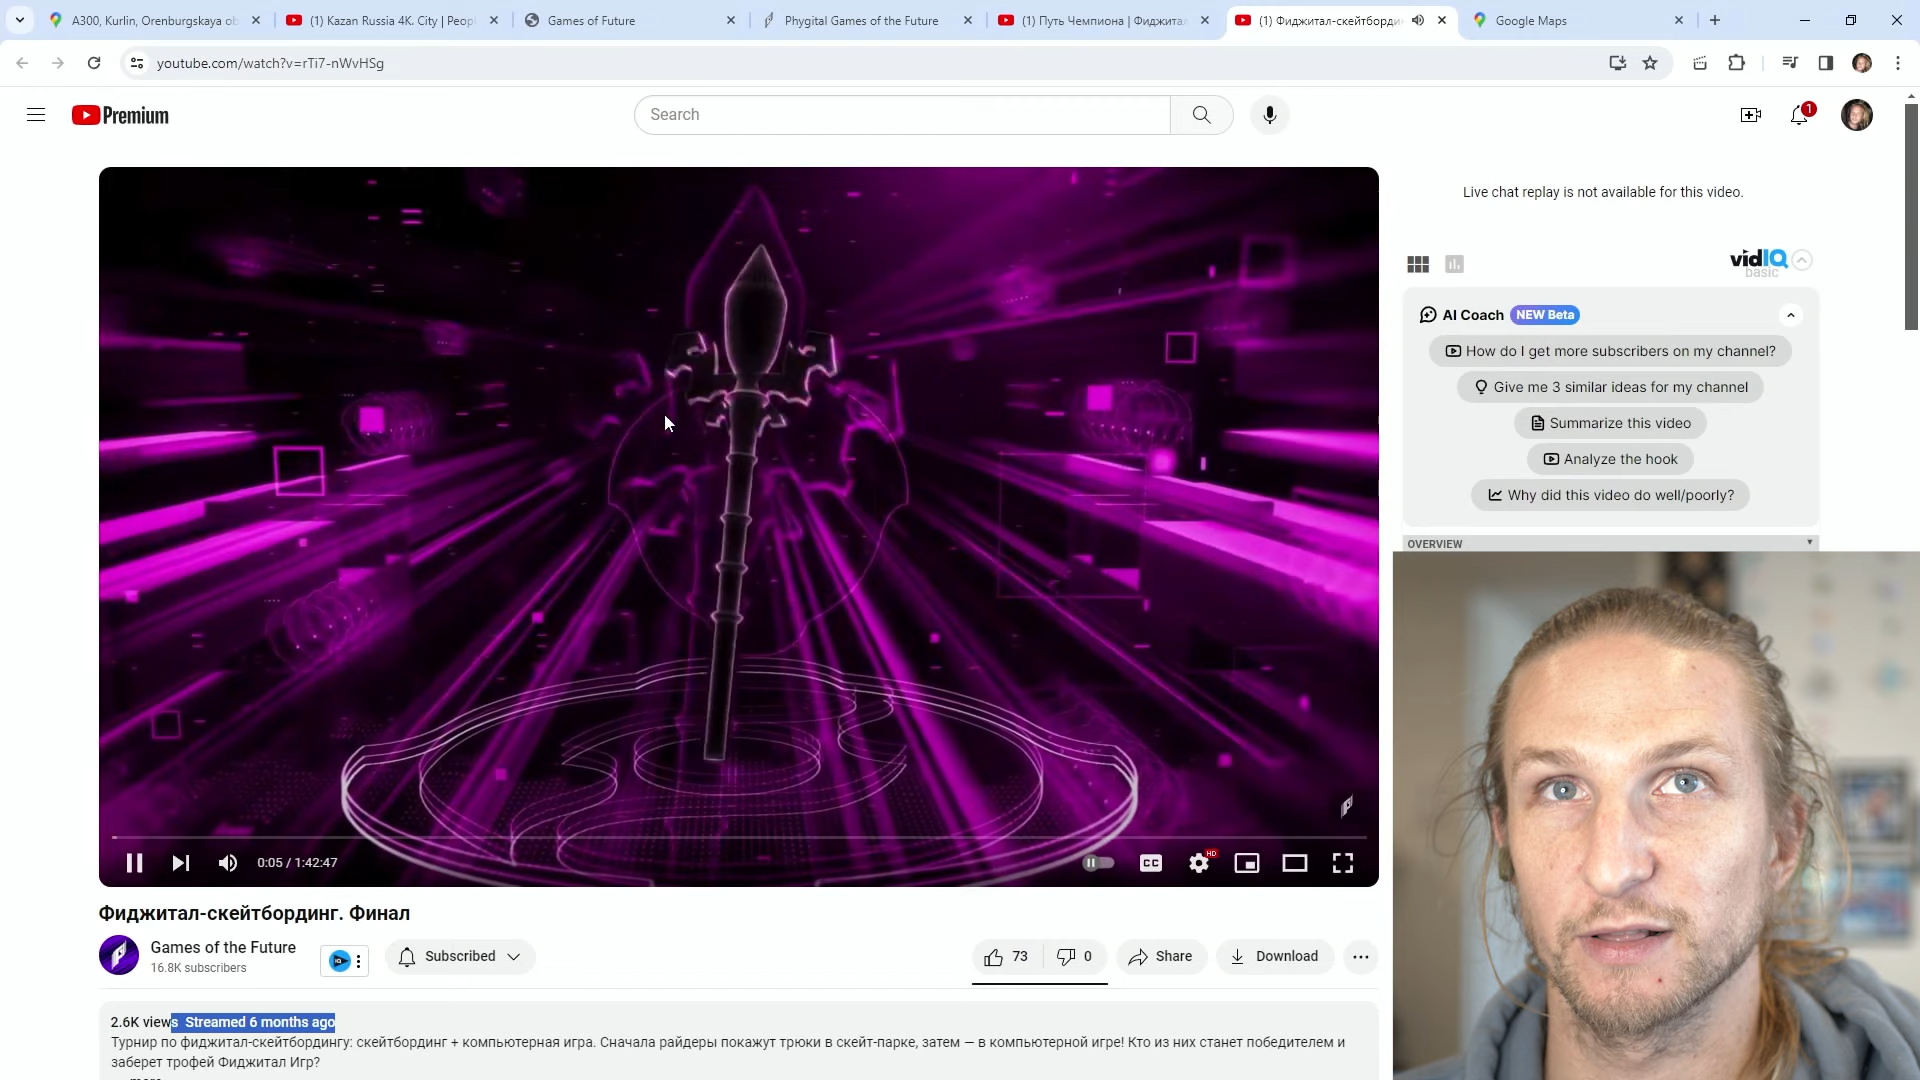 A300, Kurlin, Orenburgskaya ob
(1) Kazan Russia 4K. City | Peop
Games of Future
Phygital Games of the Future
(1) Путь Чемпиона | Фиджита
(1) Фиджитал-скейтборди
Google Maps
youtube.com/watch?v=rTi7-nWvHSg
Premium
Search
1
Live chat replay is not available for this video.
vidIQ
basic
AI Coach NEW Beta
How do I get more subscribers on my channel?
Give me 3 similar ideas for my channel
Summarize this video
Analyze the hook
Why did this video do well/poorly?
OVERVIEW
0:05 / 1:42:47
CC
HD
Фиджитал-скейтбординг. Финал
Games of the Future
16.8K subscribers
IQ
Subscribed
73
0
Share
Download
2.6K views Streamed 6 months ago
Турнир по фиджитал-скейтбордингу: скейтбординг + компьютерная игра. Сначала райдеры покажут трюки в скейт-парке, затем — в компьютерной игре! Кто из них станет победителем и
заберет трофей Фиджитал Игр?